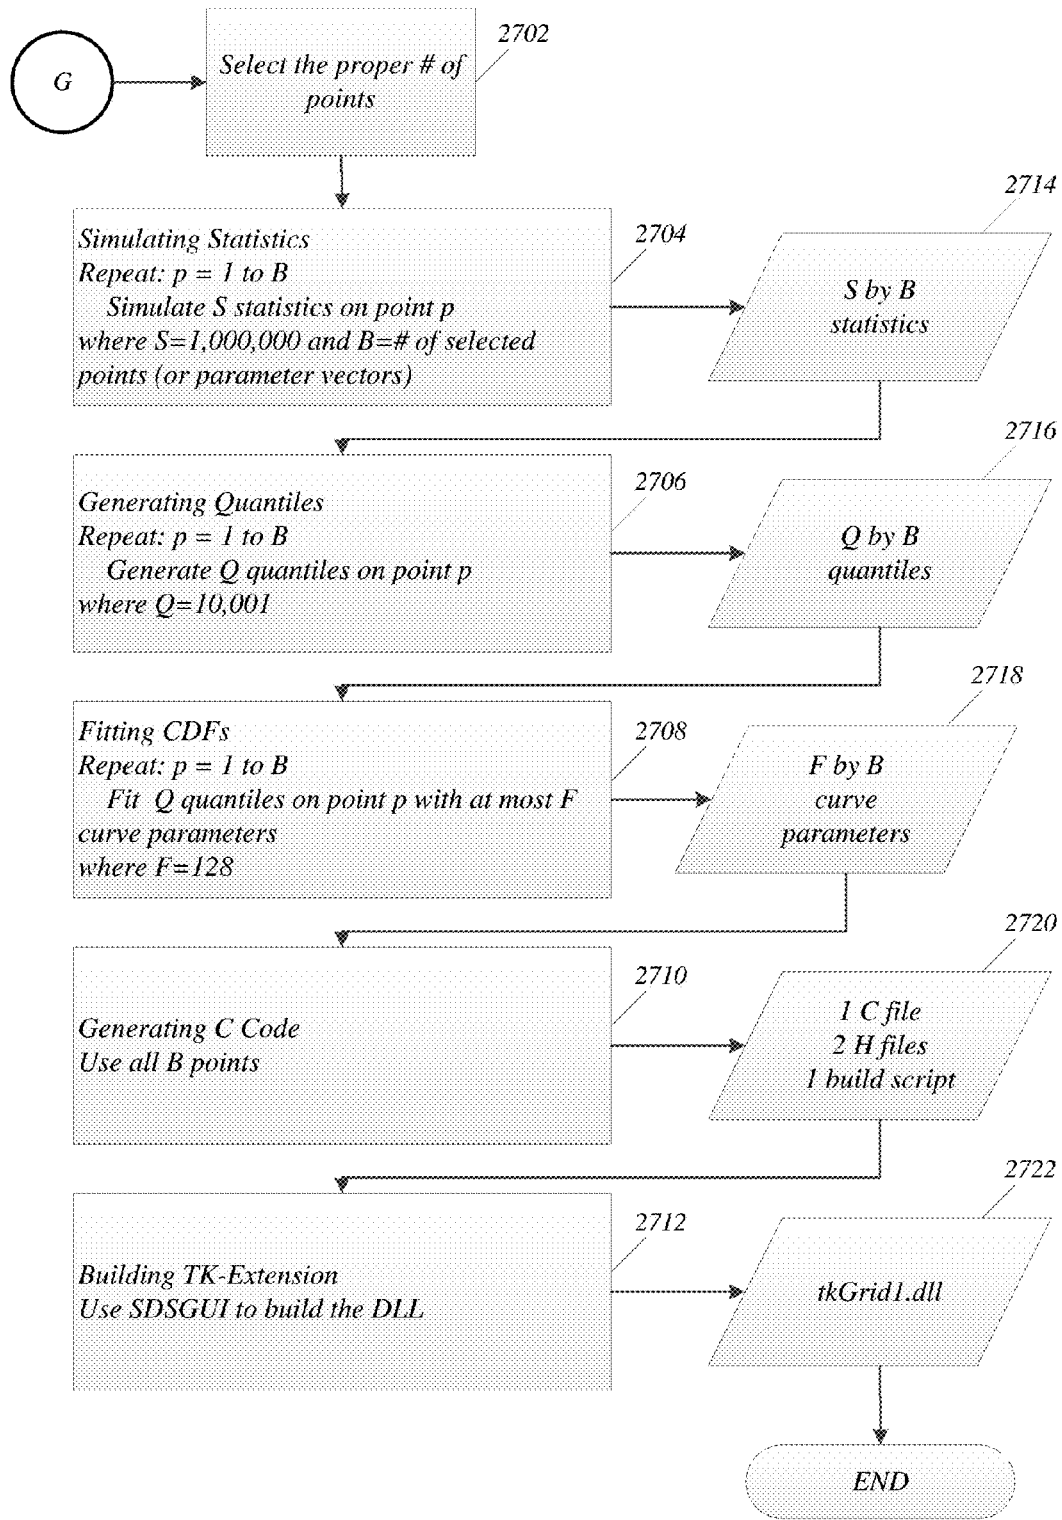 G
Select the proper # of
points
2702
Simulating Statistics
Repeat: p = 1 to B
Simulate S statistics on point p
where S=1,000,000 and B=# of selected
points (or parameter vectors)
2704
2714
S by B
statistics
Generating Quantiles
Repeat: p = 1 to B
Generate Q quantiles on point p
where Q=10,001
2706
2716
Q by B
quantiles
Fitting CDFs
Repeat: p = 1 to B
Fit Q quantiles on point p with at most F
curve parameters
where F=128
2708
2718
F by B
curve
parameters
Generating C Code
Use all B points
2710
2720
1 C file
2 H files
1 build script
Building TK-Extension
Use SDSGUI to build the DLL
2712
2722
tkGrid1.dll
END